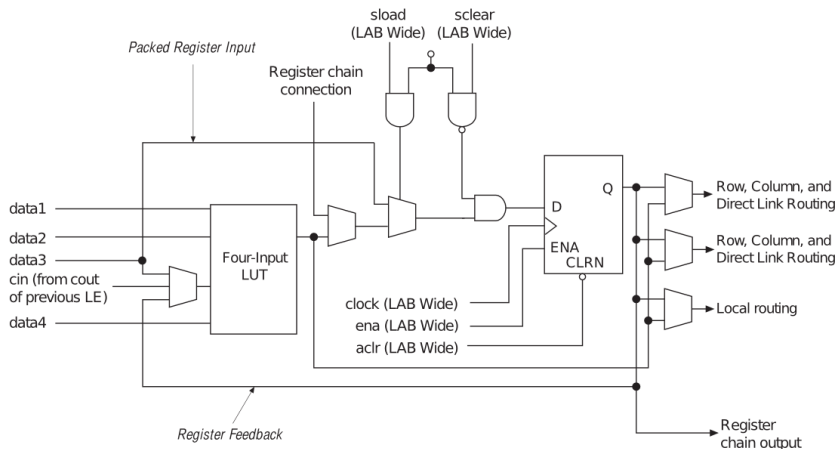 sload
(LAB Wide)
sclear
(LAB Wide)
Packed Register Input
Register chain
connection
data1
data2
data3
cin (from cout
of previous LE)
data4
Four-Input
LUT
D
Q
ENA
CLRN
clock (LAB Wide)
ena (LAB Wide)
aclr (LAB Wide)
Row, Column, and
Direct Link Routing
Row, Column, and
Direct Link Routing
Local routing
Register Feedback
Register
chain output